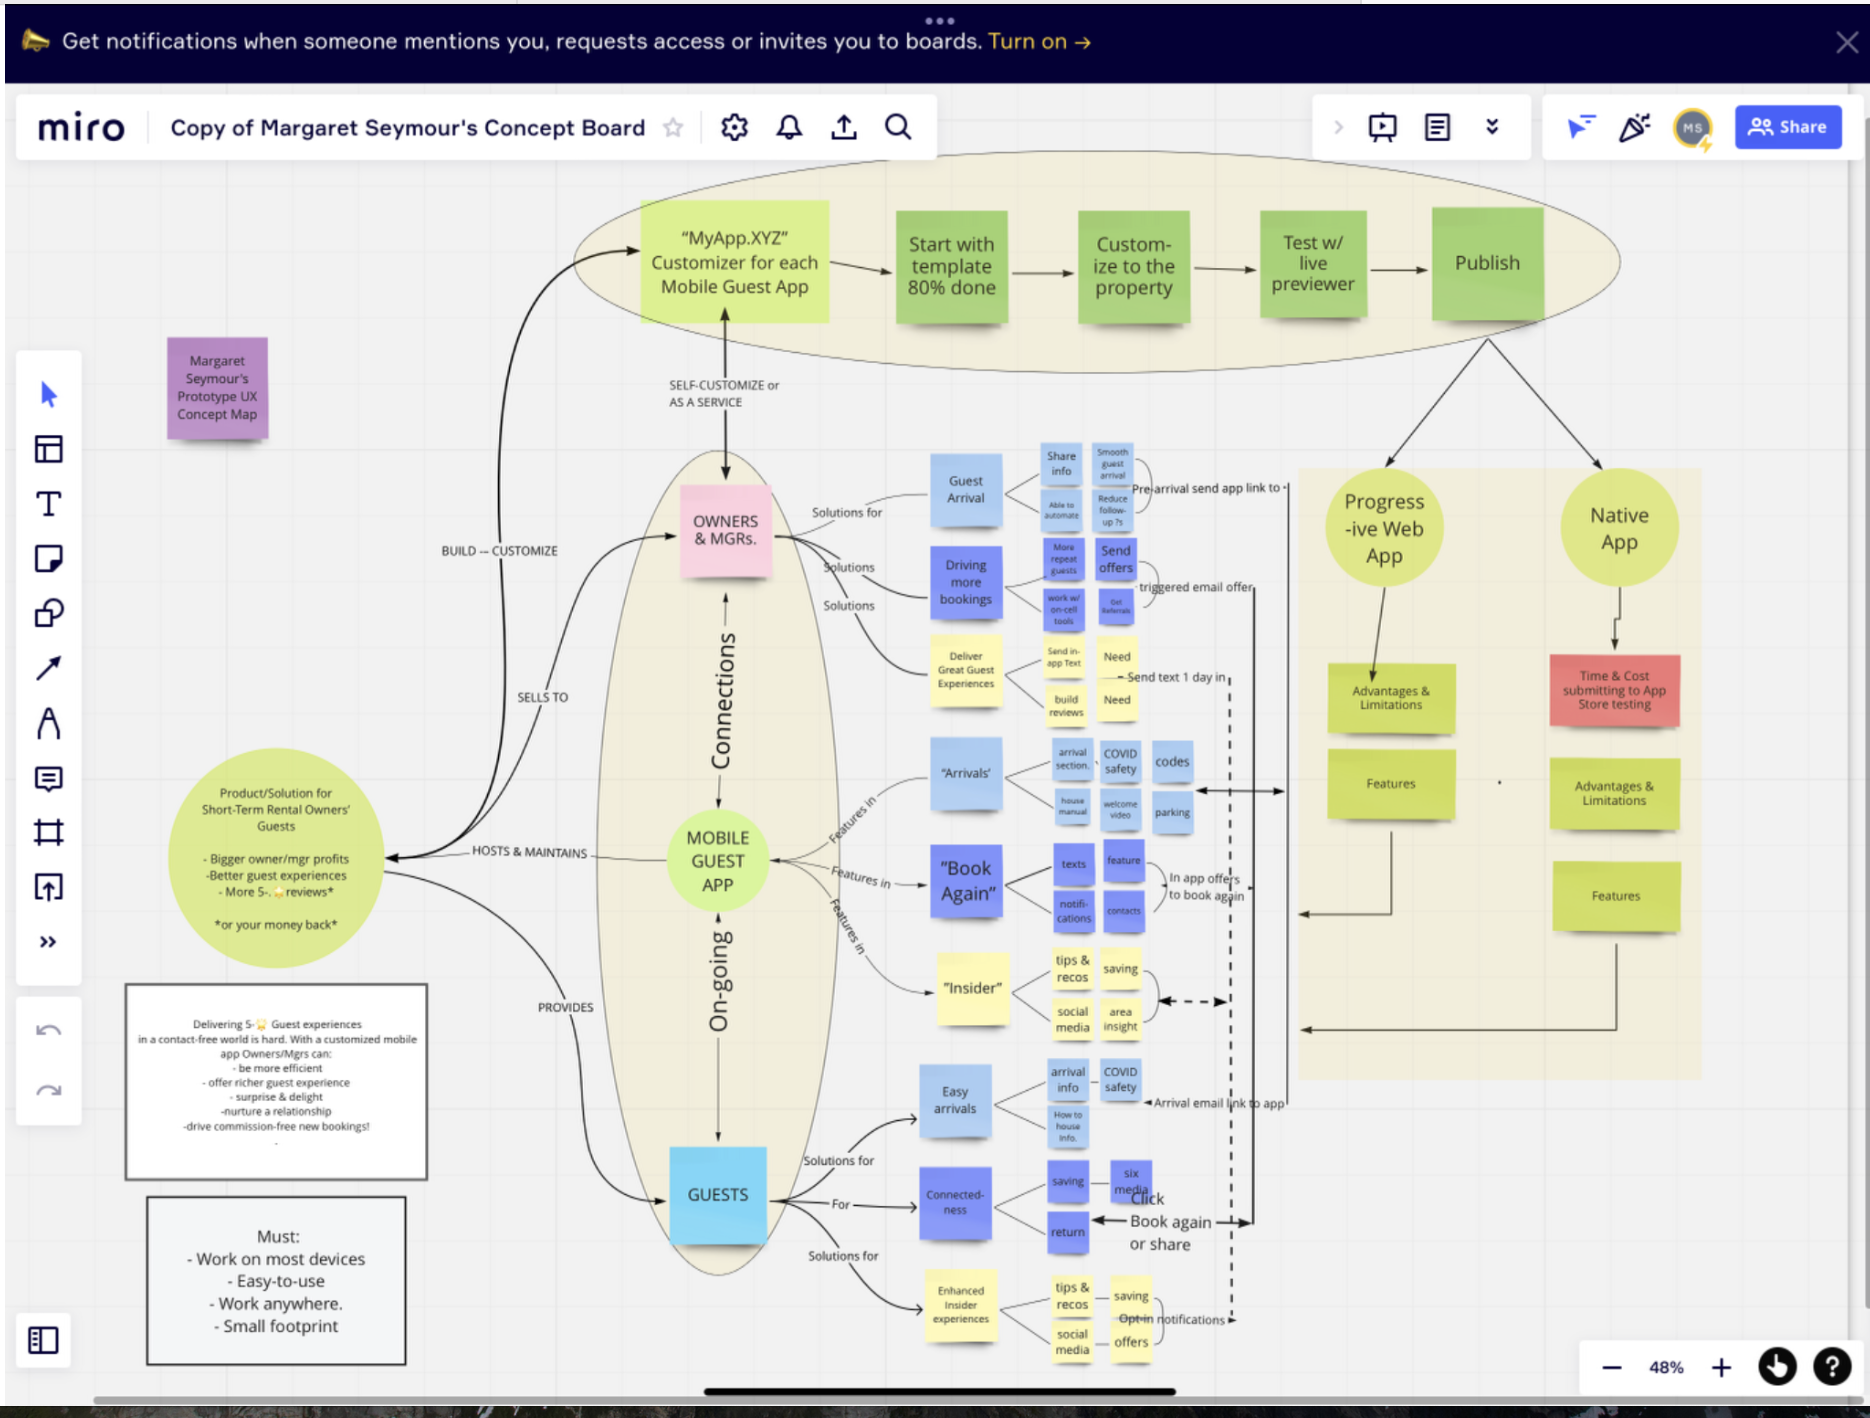 Get notifications when someone mentions you, requests access or invites you to boards. Turn on →
miro
Copy of Margaret Seymour's Concept Board
MS
Share
"MyApp.XYZ"
Customizer for each
Mobile Guest App
Start with
template
80% done
Custom-
ize to the
property
Test w/
live
previewer
Publish
Margaret
Seymour's
Prototype UX
Concept Map
SELF-CUSTOMIZE or
AS A SERVICE
BUILD -- CUSTOMIZE
SELLS TO
HOSTS & MAINTAINS
PROVIDES
OWNERS
& MGRs.
Connections
MOBILE
GUEST
APP
On-going
GUESTS
Solutions for
Solutions
Solutions
Guest
Arrival
Share
info
Smooth
guest
arrival
Able to
automate
Reduce
follow-
up ?s
Pre-arrival send app link to
Driving
more
bookings
More
repeat
guests
Send
offers
work w/
on-cell
tools
Get
Referrals
triggered email offer
Deliver
Great Guest
Experiences
Send in-
app Text
Need
build
reviews
Need
Send text 1 day in
Features in
Features in
Features in
"Arrivals'
arrival
section.
COVID
safety
codes
house
manual
welcome
video
parking
"Book
Again"
texts
feature
notifi-
cations
contacts
In app offers
to book again
"Insider"
tips &
recos
saving
social
media
area
insight
Solutions for
For
Solutions for
Easy
arrivals
arrival
info
COVID
safety
How to
house
Info.
Arrival email link to app
Connected-
ness
saving
six
media
return
Click
Book again
or share
Enhanced
Insider
experiences
tips &
recos
saving
social
media
offers
Opt-in notifications
Progress
-ive Web
App
Native
App
Advantages &
Limitations
Features
Time & Cost
submitting to App
Store testing
Advantages &
Limitations
Features
Product/Solution for
Short-Term Rental Owners'
Guests
- Bigger owner/mgr profits
-Better guest experiences
- More 5-.⭐reviews*
*or your money back*
Delivering 5-⭐ Guest experiences
in a contact-free world is hard. With a customized mobile
app Owners/Mgrs can:
- be more efficient
- offer richer guest experience
- surprise & delight
-nurture a relationship
-drive commission-free new bookings!
.
Must:
- Work on most devices
- Easy-to-use
- Work anywhere.
- Small footprint
48%